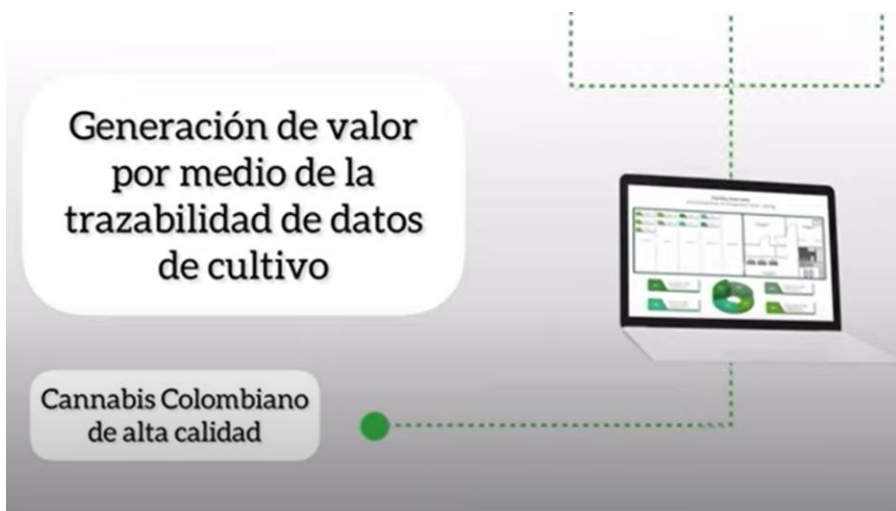 Generación de valor
por medio de la
trazabilidad de datos
de cultivo
Cannabis Colombiano
de alta calidad